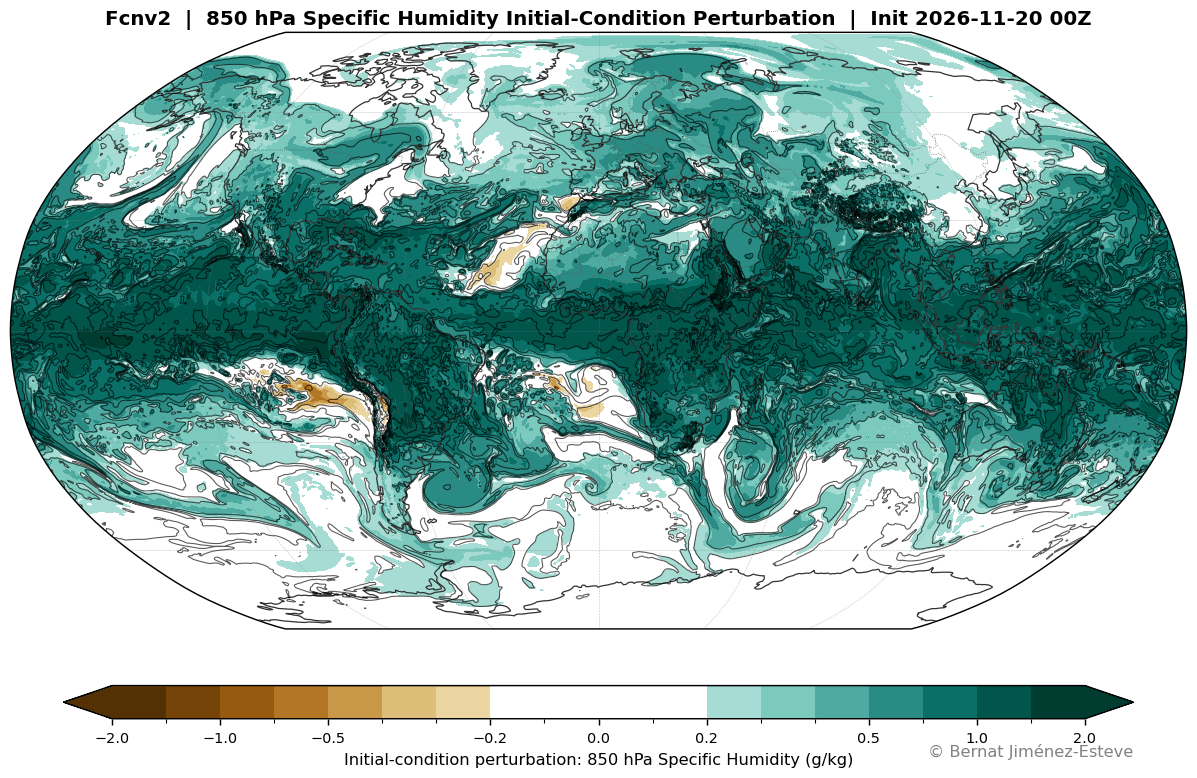 Fcnv2 | 850 hPa Specific Humidity Initial-Condition Perturbation | Init 2026-11-20 00Z
−2.0 −1.0 −0.5 −0.2 0.0 0.2 0.5 1.0 2.0
Initial-condition perturbation: 850 hPa Specific Humidity (g/kg)
© Bernat Jiménez-Esteve